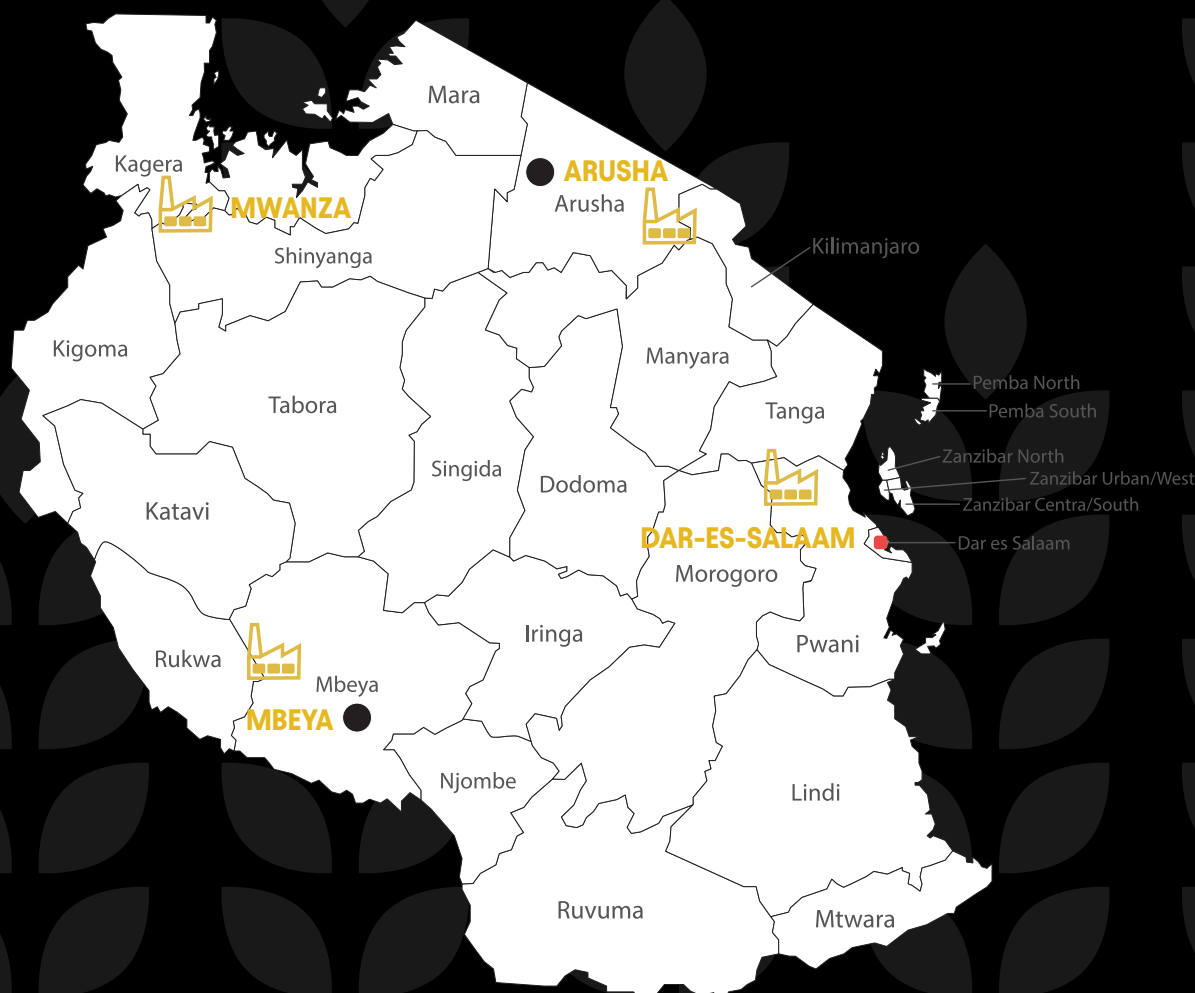 Mara
Kagera
ARUSHA
Arusha
MWANZA
Kilimanjaro
Shinyanga
Kigoma
Manyara
Pemba North
Tabora
Tanga
Pemba South
Zanzibar North
Singida
Dodoma
Zanzibar Urban/West
Katavi
Zanzibar Centra/South
DAR-ES-SALAAM
Dar es Salaam
Morogoro
Iringa
Pwani
Rukwa
Mbeya
MBEYA
Njombe
Lindi
Ruvuma
Mtwara